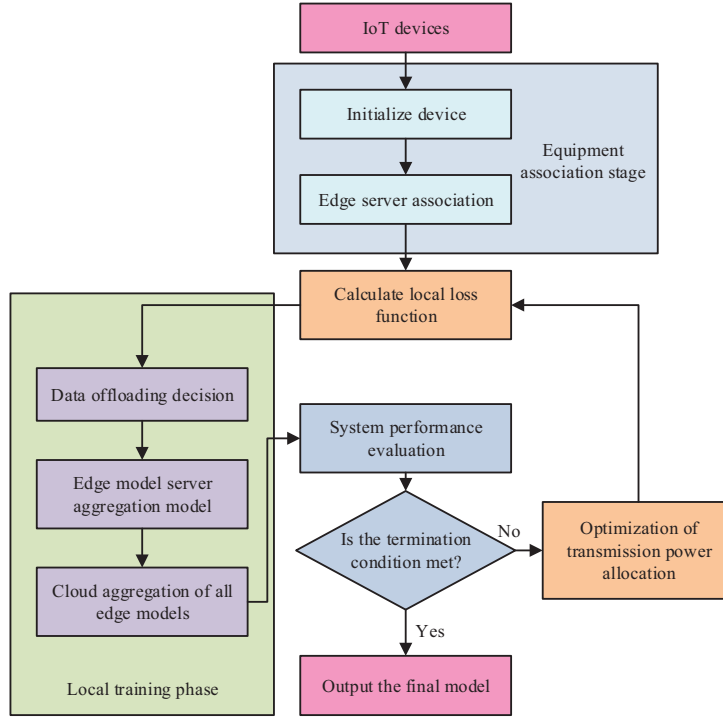 IoT devices
Initialize device
Equipment
association stage
Edge server association
Calculate local loss
function
Data offloading decision
System performance
evaluation
Edge model server
aggregation model
Is the termination
condition met?
No
Optimization of
transmission power
allocation
Cloud aggregation of all
edge models
Yes
Local training phase
Output the final model